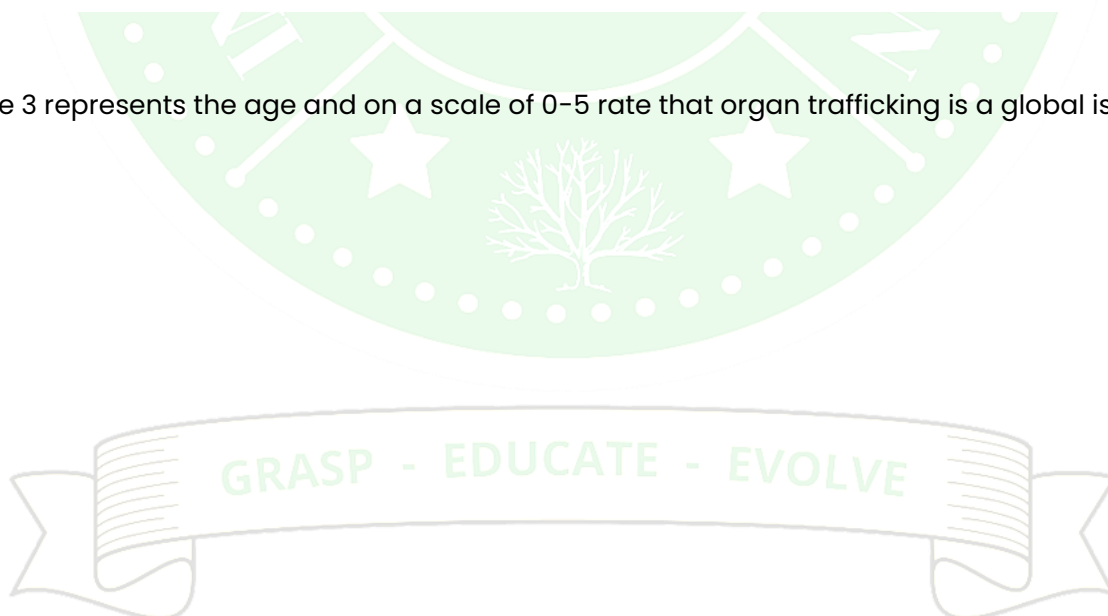 e 3 represents the age and on a scale of 0-5 rate that organ trafficking is a global is
GRASP - EDUCATE - EVOLVE